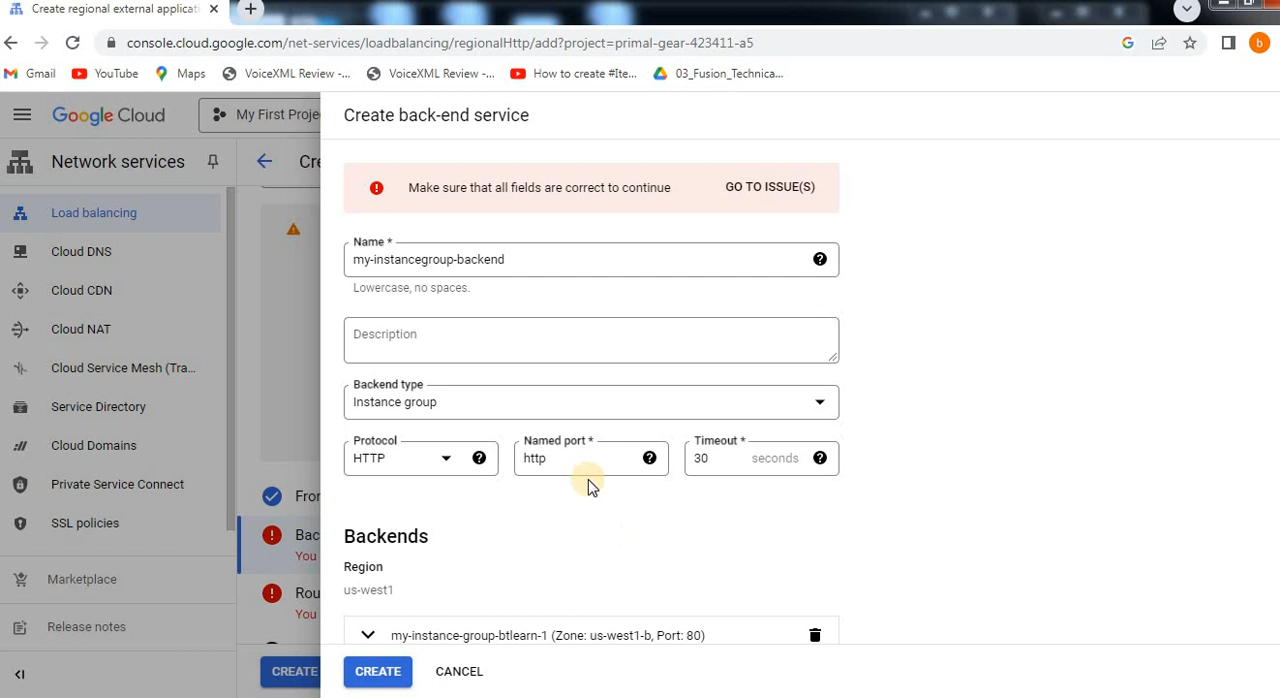 Create regional external applicati
console.cloud.google.com/net-services/loadbalancing/regionalHttp/add?project=primal-gear-423411-a5
b
Gmail YouTube Maps VoiceXML Review -... VoiceXML Review -... How to create #Ite... 03_Fusion_Technica...
Google Cloud
My First Proje
Create back-end service
Network services
Cre
Make sure that all fields are correct to continue GO TO ISSUE(S)
Load balancing
Cloud DNS
Cloud CDN
Cloud NAT
Cloud Service Mesh (Tra...
Service Directory
Cloud Domains
Private Service Connect
SSL policies
Marketplace
Release notes
Fron
Bac
You
Rou
You
CREATE
Name *
my-instancegroup-backend
Lowercase, no spaces.
Description
Backend type
Instance group
Protocol Named port * Timeout *
HTTP http 30 seconds
Backends
Region
us-west1
my-instance-group-btlearn-1 (Zone: us-west1-b, Port: 80)
CREATE CANCEL